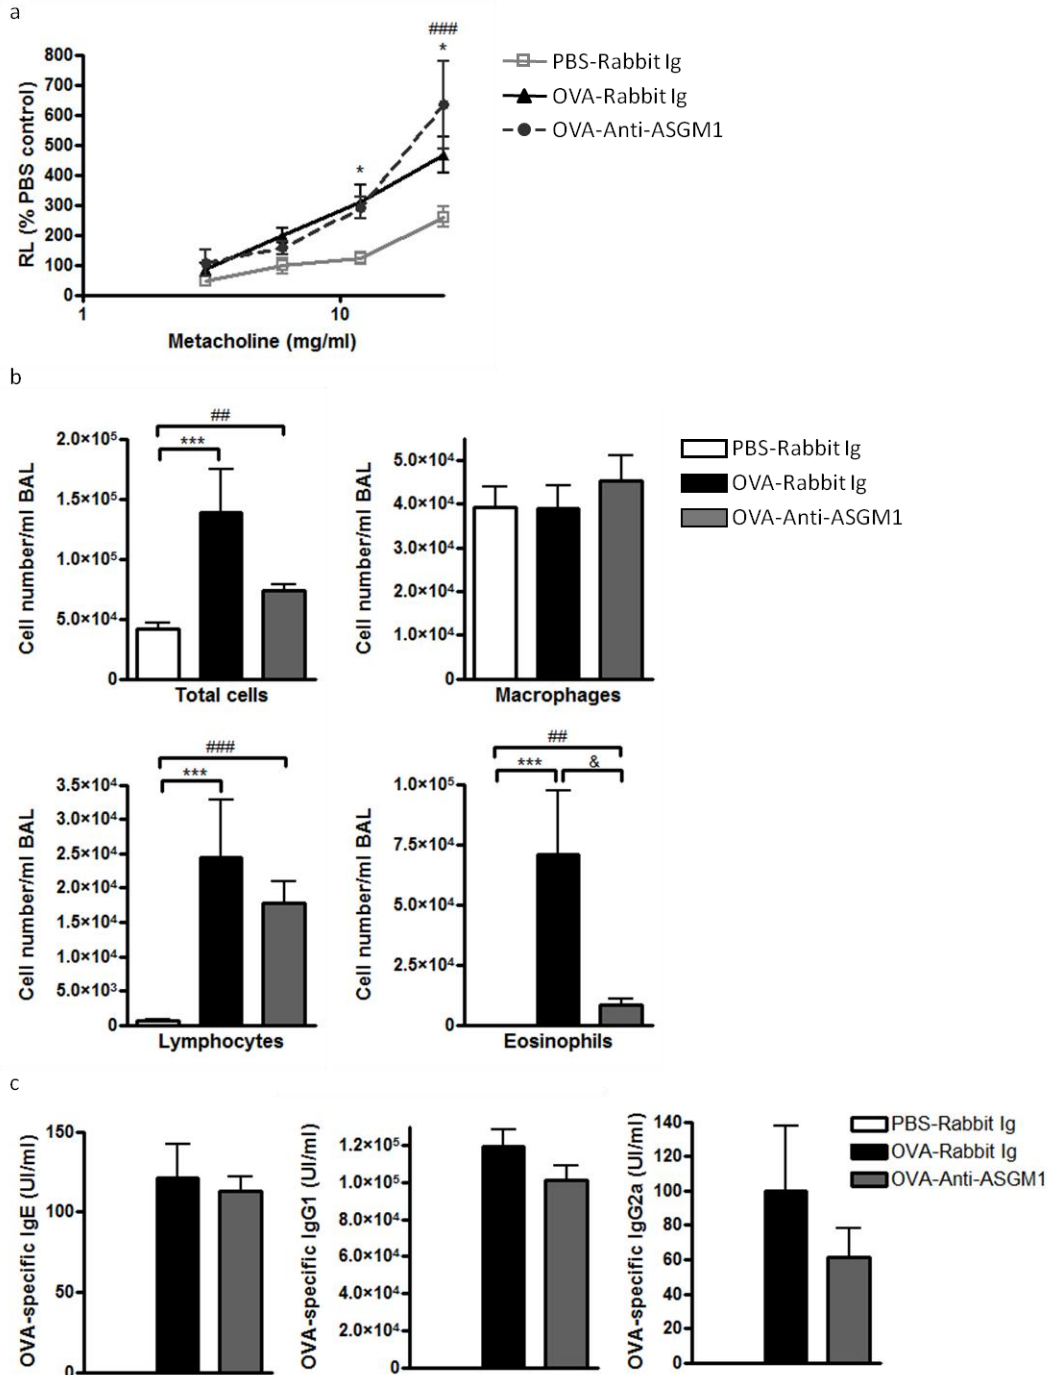 a
###
*
*
800
700
600
500
400
300
200
100
0
RL (% PBS control)
1
10
Metacholine (mg/ml)
PBS-Rabbit Ig
OVA-Rabbit Ig
OVA-Anti-ASGM1
b
##
***
2.0×10⁵
1.5×10⁵
1.0×10⁵
5.0×10⁴
0
Cell number/ml BAL
Total cells
5.0×10⁴
4.0×10⁴
3.0×10⁴
2.0×10⁴
1.0×10⁴
0
Cell number/ml BAL
Macrophages
PBS-Rabbit Ig
OVA-Rabbit Ig
OVA-Anti-ASGM1
###
***
3.5×10⁴
3.0×10⁴
2.5×10⁴
2.0×10⁴
1.5×10⁴
1.0×10⁴
5.0×10³
0
Cell number/ml BAL
Lymphocytes
##
*** &
1.0×10⁵
7.5×10⁴
5.0×10⁴
2.5×10⁴
0
Cell number/ml BAL
Eosinophils
c
150
100
50
0
OVA-specific IgE (UI/ml)
1.2×10⁵
1.0×10⁵
8.0×10⁴
6.0×10⁴
4.0×10⁴
2.0×10⁴
0
OVA-specific IgG1 (UI/ml)
140
120
100
80
60
40
20
0
OVA-specific IgG2a (UI/ml)
PBS-Rabbit Ig
OVA-Rabbit Ig
OVA-Anti-ASGM1